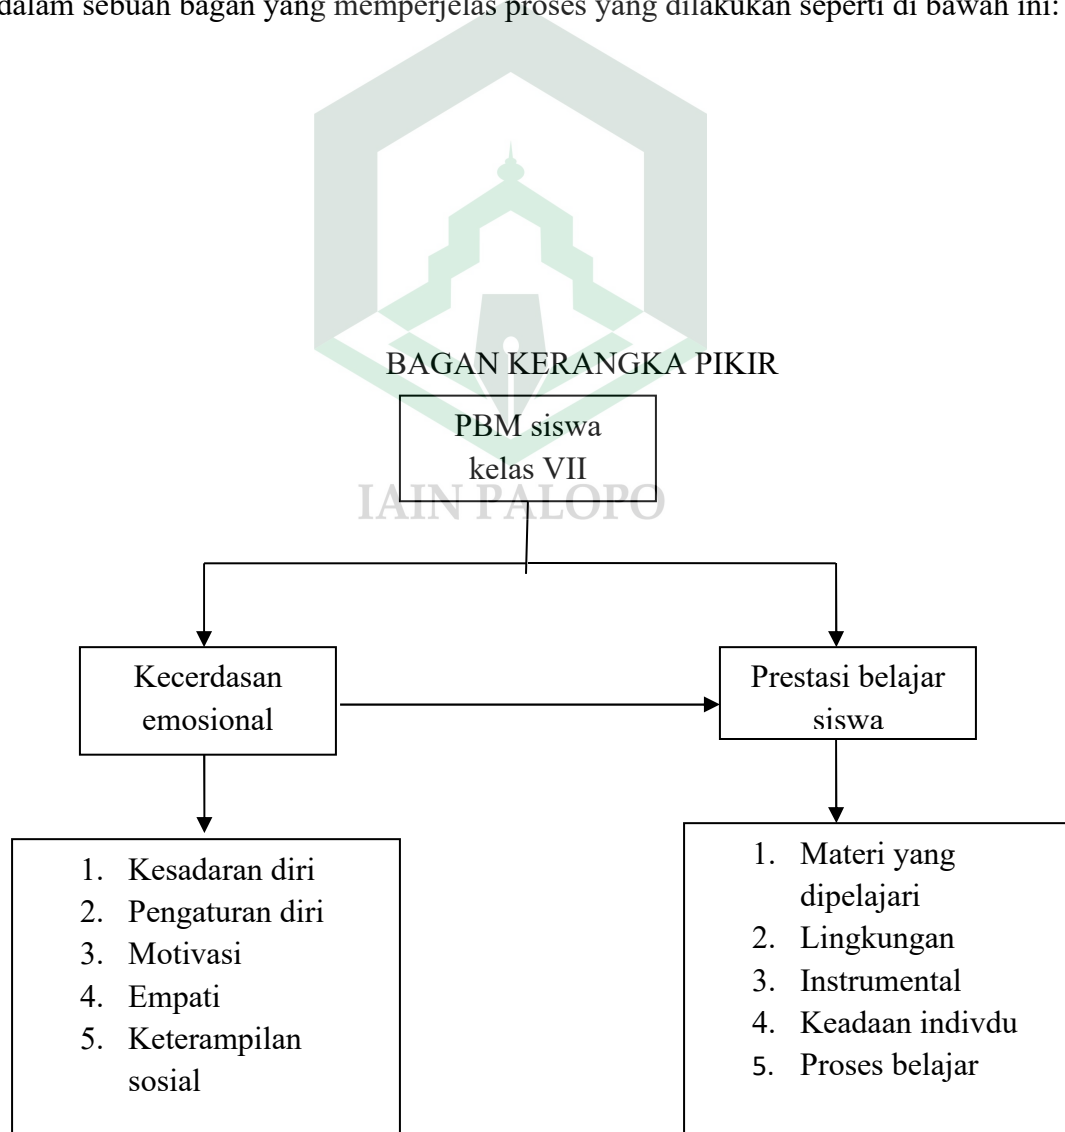 dalam sebuah bagan yang memperjelas proses yang dilakukan seperti di bawah ini:
BAGAN KERANGKA PIKIR
PBM siswa
kelas VII
IAIN PALOPO
Kecerdasan
emosional
Prestasi belajar
siswa
1. Kesadaran diri
2. Pengaturan diri
3. Motivasi
4. Empati
5. Keterampilan
sosial
1. Materi yang
dipelajari
2. Lingkungan
3. Instrumental
4. Keadaan indivdu
5. Proses belajar